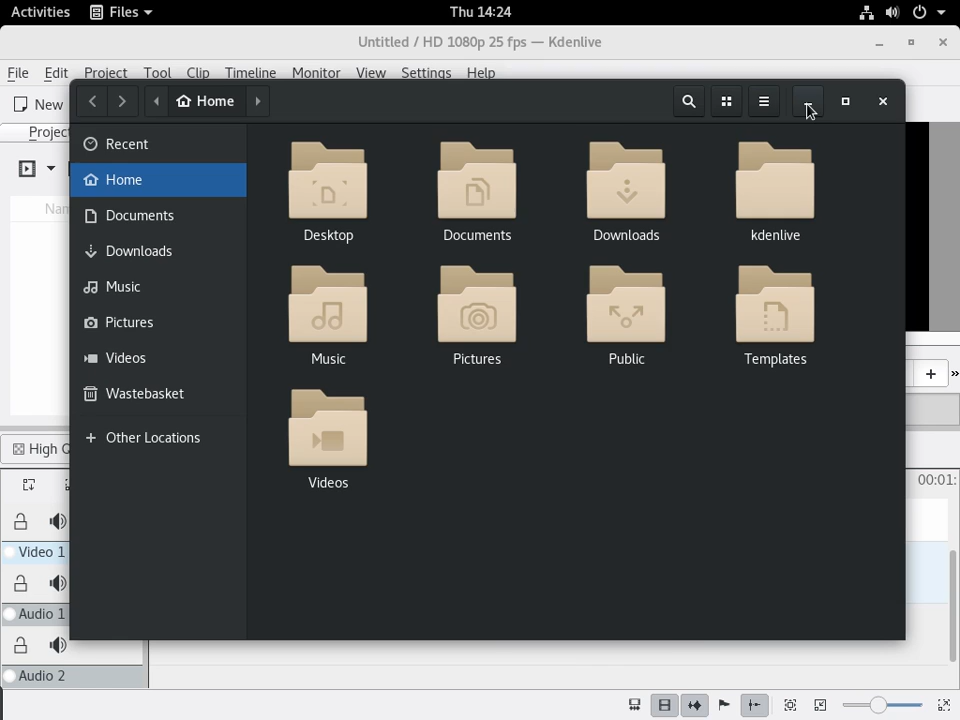 Activities Files Thu 14:24
Untitled / HD 1080p 25 fps — Kdenlive
File Edit Project Tool Clip Timeline Monitor View Settings Help
New Home
Recent
Home
Documents
Downloads
Music
Pictures
Videos
Wastebasket
+ Other Locations
Desktop Documents Downloads kdenlive
Music Pictures Public Templates
Videos
+ »
High Q
00:01:
Video 1
Audio 1
Audio 2